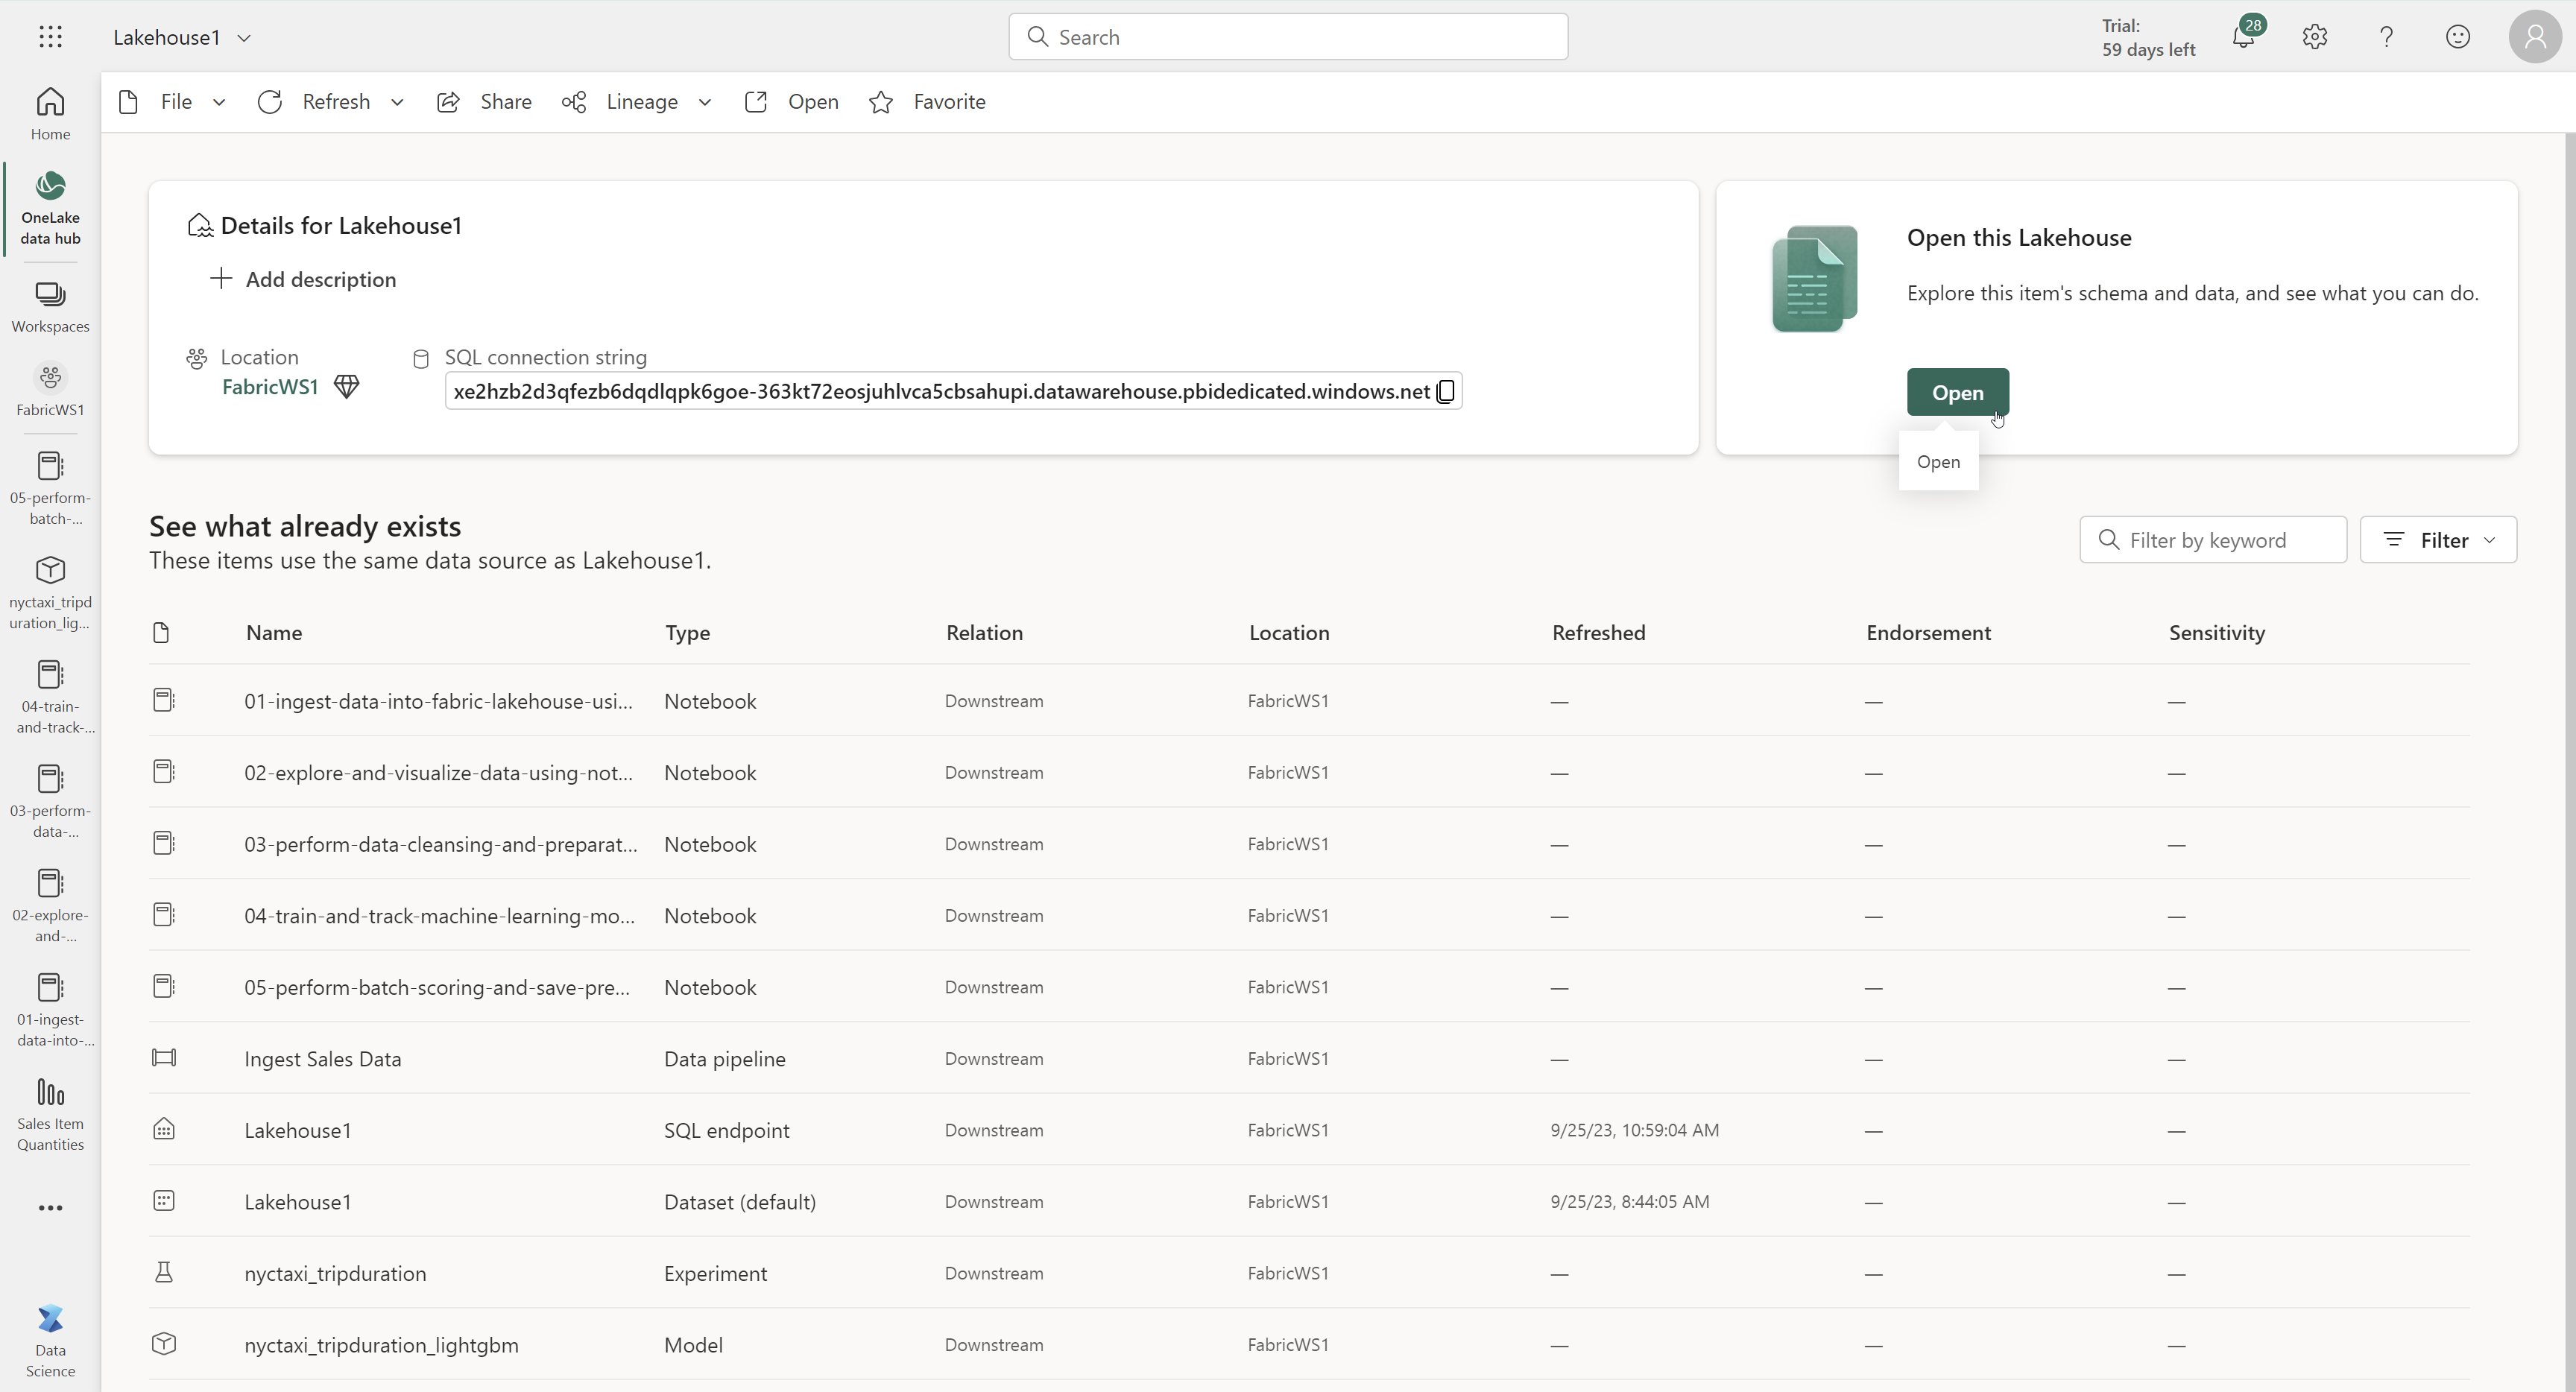 Lakehouse1
Search
Trial:
59 days left
28
File
Refresh
Share
Lineage
Open
Favorite
Home
OneLake
data hub
Workspaces
FabricWS1
05-perform-
batch-...
nyctaxi_tripd
uration_lig...
04-train-
and-track-...
03-perform-
data-...
02-explore-
and-...
01-ingest-
data-into-...
Sales Item
Quantities
Data
Science
Details for Lakehouse1
Add description
Location
FabricWS1
SQL connection string
xe2hzb2d3qfezb6dqdlqpk6goe-363kt72eosjuhlvca5cbsahupi.datawarehouse.pbidedicated.windows.net
Open this Lakehouse
Explore this item's schema and data, and see what you can do.
Open
Open
See what already exists
These items use the same data source as Lakehouse1.
Filter by keyword
Filter
Name Type Relation Location Refreshed Endorsement Sensitivity
01-ingest-data-into-fabric-lakehouse-usi... Notebook Downstream FabricWS1 — — —
02-explore-and-visualize-data-using-not... Notebook Downstream FabricWS1 — — —
03-perform-data-cleansing-and-preparat... Notebook Downstream FabricWS1 — — —
04-train-and-track-machine-learning-mo... Notebook Downstream FabricWS1 — — —
05-perform-batch-scoring-and-save-pre... Notebook Downstream FabricWS1 — — —
Ingest Sales Data Data pipeline Downstream FabricWS1 — — —
Lakehouse1 SQL endpoint Downstream FabricWS1 9/25/23, 10:59:04 AM — —
Lakehouse1 Dataset (default) Downstream FabricWS1 9/25/23, 8:44:05 AM — —
nyctaxi_tripduration Experiment Downstream FabricWS1 — — —
nyctaxi_tripduration_lightgbm Model Downstream FabricWS1 — — —